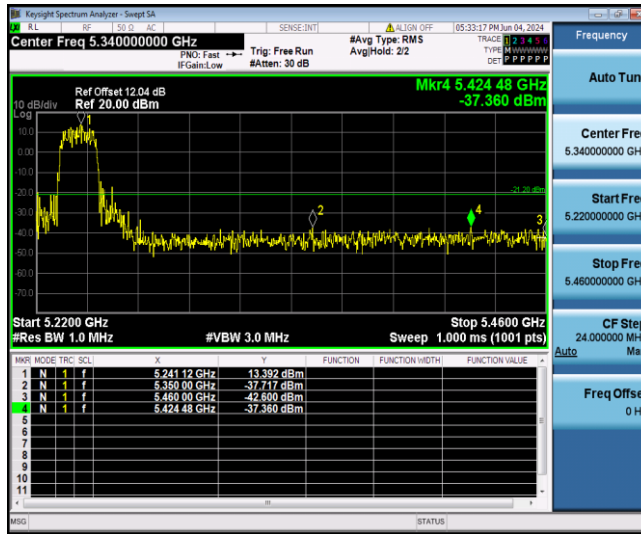 Keysight Spectrum Analyzer - Swept SA
RL RF 50 Ω AC SENSE:INT ALIGN OFF 05:33:17 PM Jun 04, 2024
Center Freq 5.340000000 GHz
PNO: Fast
IFGain:Low
Trig: Free Run
#Atten: 30 dB
#Avg Type: RMS
Avg|Hold: 2/2
TRACE 1 2 3 4 5 6
TYPE M WWWWW
DET P P P P P P
Ref Offset 12.04 dB
Ref 20.00 dBm
10 dB/div
Log
Mkr4 5.424 48 GHz
-37.360 dBm
10.0
0.00
-10.0
-20.0
-30.0
-40.0
-50.0
-60.0
-70.0
1
2
4
3
-21.20 dBm
Start 5.2200 GHz
Stop 5.4600 GHz
#Res BW 1.0 MHz
#VBW 3.0 MHz
Sweep 1.000 ms (1001 pts)
MKR MODE TRC SCL X Y FUNCTION FUNCTION WIDTH FUNCTION VALUE
1 N 1 f 5.241 12 GHz 13.392 dBm
2 N 1 f 5.350 00 GHz -37.717 dBm
3 N 1 f 5.460 00 GHz -42.600 dBm
4 N 1 f 5.424 48 GHz -37.360 dBm
5
6
7
8
9
10
11
MSG
STATUS
Frequency
Auto Tun
Center Fre
5.340000000 GH
Start Fre
5.220000000 GH
Stop Fre
5.460000000 GH
CF Ste
24.000000 MH
Auto Ma
Freq Offse
0 H